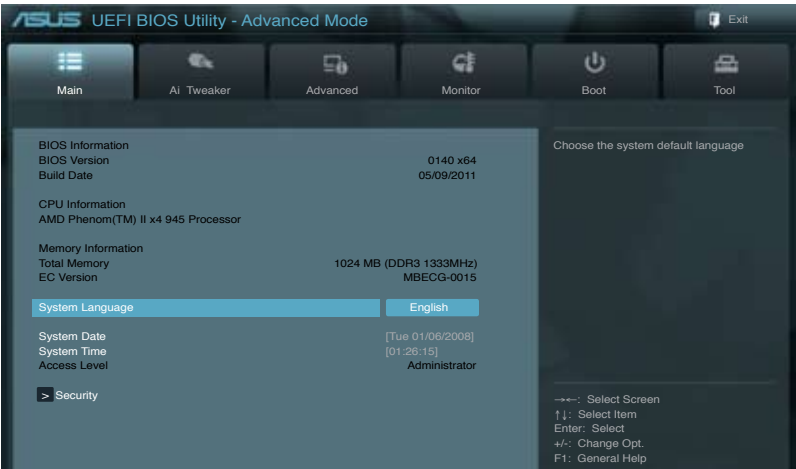 ASUS UEFI BIOS Utility - Advanced Mode
Exit
Main Ai Tweaker Advanced Monitor Boot Tool
BIOS Information
BIOS Version 0140 x64
Build Date 05/09/2011
CPU Information
AMD Phenom(TM) II x4 945 Processor
Memory Information
Total Memory 1024 MB (DDR3 1333MHz)
EC Version MBECG-0015
System Language English
System Date [Tue 01/06/2008]
System Time [01:26:15]
Access Level Administrator
> Security
Choose the system default language
→←: Select Screen
↑↓: Select Item
Enter: Select
+/-: Change Opt.
F1: General Help